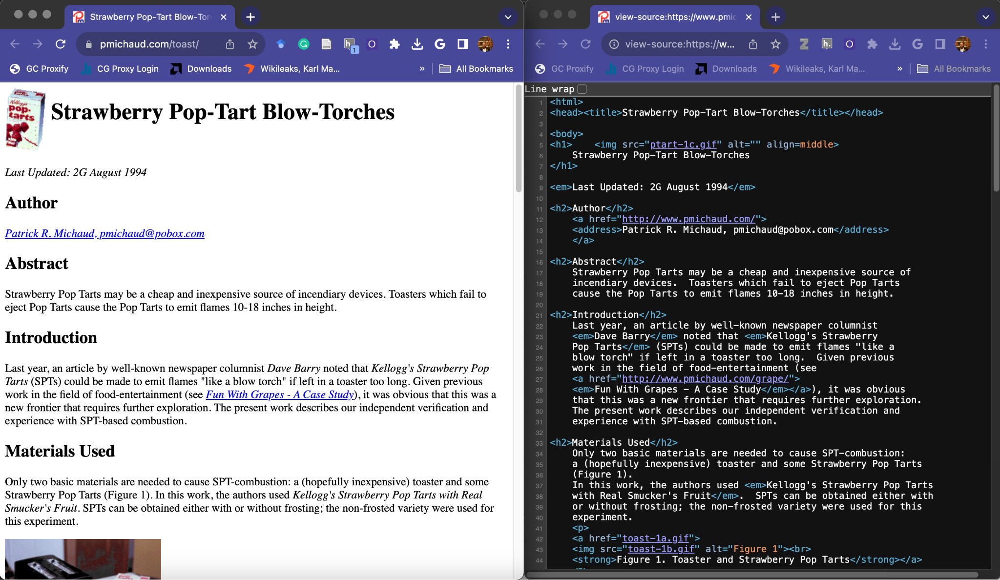 Strawberry Pop-Tart Blow-Tor
pmichaud.com/toast/
1
GC Proxify
CG Proxy Login
Downloads
Wikileaks, Karl Ma...
»
All Bookmarks
Kellogg's
pop-tarts
Strawberry Pop-Tart Blow-Torches
Last Updated: 2G August 1994
Author
Patrick R. Michaud, pmichaud@pobox.com
Abstract
Strawberry Pop Tarts may be a cheap and inexpensive source of incendiary devices. Toasters which fail to
eject Pop Tarts cause the Pop Tarts to emit flames 10-18 inches in height.
Introduction
Last year, an article by well-known newspaper columnist Dave Barry noted that Kellogg's Strawberry Pop
Tarts (SPTs) could be made to emit flames "like a blow torch" if left in a toaster too long. Given previous
work in the field of food-entertainment (see Fun With Grapes - A Case Study), it was obvious that this was a
new frontier that requires further exploration. The present work describes our independent verification and
experience with SPT-based combustion.
Materials Used
Only two basic materials are needed to cause SPT-combustion: a (hopefully inexpensive) toaster and some
Strawberry Pop Tarts (Figure 1). In this work, the authors used Kellogg's Strawberry Pop Tarts with Real
Smucker's Fruit. SPTs can be obtained either with or without frosting; the non-frosted variety were used for
this experiment.
view-source:https://www.pmic
view-source:https://w...
GC Proxify
CG Proxy Login
Downloads
Wikileaks, Karl Ma...
»
All Bookmarks
Line wrap
1 <html>
2 <head><title>Strawberry Pop-Tart Blow-Torches</title></head>
3
4 <body>
5 <h1>    <img src="ptart-1c.gif" alt="" align=middle>
6     Strawberry Pop-Tart Blow-Torches
7 </h1>
8
9 <em>Last Updated: 2G August 1994</em>
10
11 <h2>Author</h2>
12     <a href="http://www.pmichaud.com/">
13     <address>Patrick R. Michaud, pmichaud@pobox.com</address>
14     </a>
15
16 <h2>Abstract</h2>
17     Strawberry Pop Tarts may be a cheap and inexpensive source of
18     incendiary devices.  Toasters which fail to eject Pop Tarts
19     cause the Pop Tarts to emit flames 10-18 inches in height.
20
21 <h2>Introduction</h2>
22     Last year, an article by well-known newspaper columnist
23     <em>Dave Barry</em> noted that <em>Kellogg's Strawberry
24     Pop Tarts</em> (SPTs) could be made to emit flames "like a
25     blow torch" if left in a toaster too long.  Given previous
26     work in the field of food-entertainment (see
27     <a href="http://www.pmichaud.com/grape/">
28     <em>Fun With Grapes - A Case Study</em></a>), it was obvious
29     that this was a new frontier that requires further exploration.
30     The present work describes our independent verification and
31     experience with SPT-based combustion.
32
33 <h2>Materials Used</h2>
34     Only two basic materials are needed to cause SPT-combustion:
35     a (hopefully inexpensive) toaster and some Strawberry Pop Tarts
36     (Figure 1).
37     In this work, the authors used <em>Kellogg's Strawberry Pop Tarts
38     with Real Smucker's Fruit</em>.  SPTs can be obtained either with
39     or without frosting; the non-frosted variety were used for this
40     experiment.
41     <p>
42     <a href="toast-1a.gif">
43     <img src="toast-1b.gif" alt="Figure 1"><br>
44     <strong>Figure 1. Toaster and Strawberry Pop Tarts</strong></a>